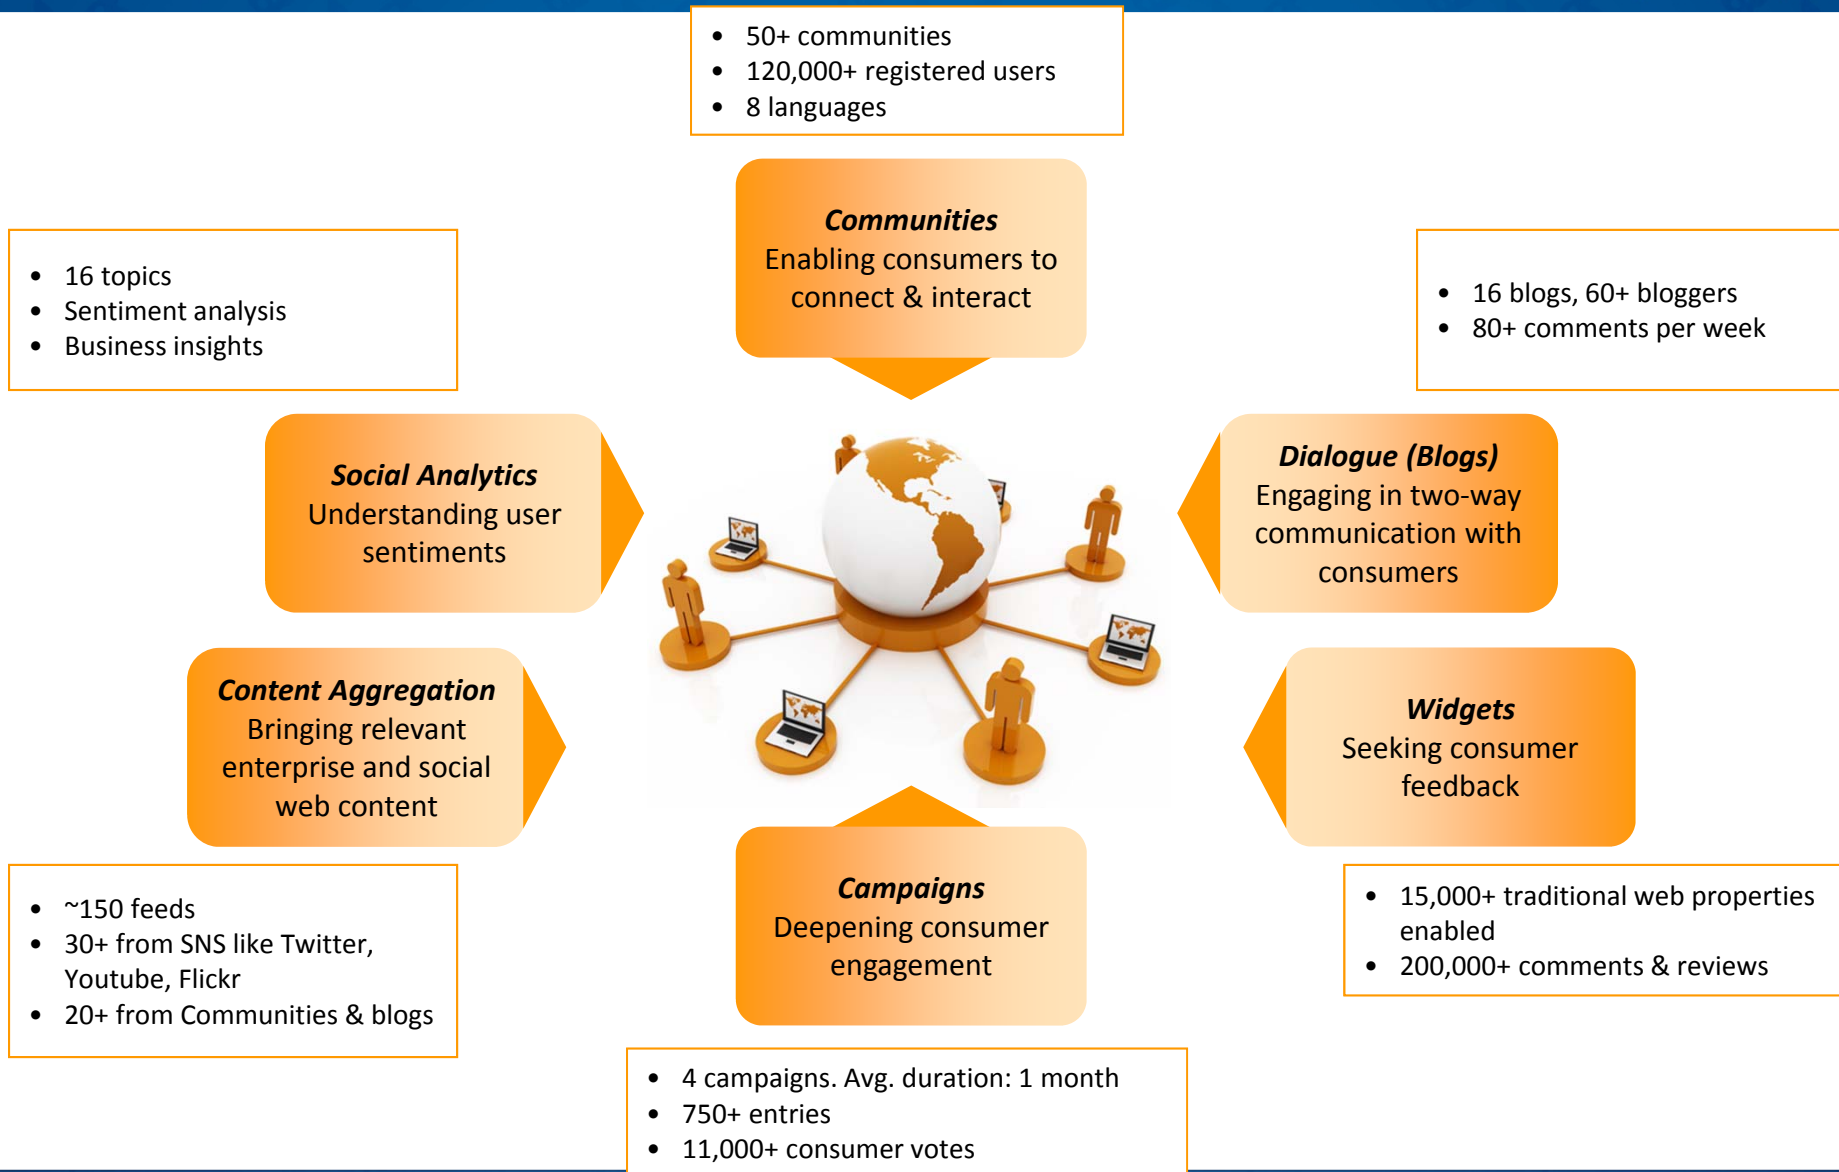 • 50+ communities
• 120,000+ registered users
• 8 languages
Communities
Enabling consumers to
connect & interact
• 16 topics
• Sentiment analysis
• Business insights
• 16 blogs, 60+ bloggers
• 80+ comments per week
Social Analytics
Understanding user
sentiments
Dialogue (Blogs)
Engaging in two-way
communication with
consumers
Content Aggregation
Bringing relevant
enterprise and social
web content
Widgets
Seeking consumer
feedback
Campaigns
Deepening consumer
engagement
• ~150 feeds
• 30+ from SNS like Twitter,
Youtube, Flickr
• 20+ from Communities & blogs
• 15,000+ traditional web properties
enabled
• 200,000+ comments & reviews
• 4 campaigns. Avg. duration: 1 month
• 750+ entries
• 11,000+ consumer votes